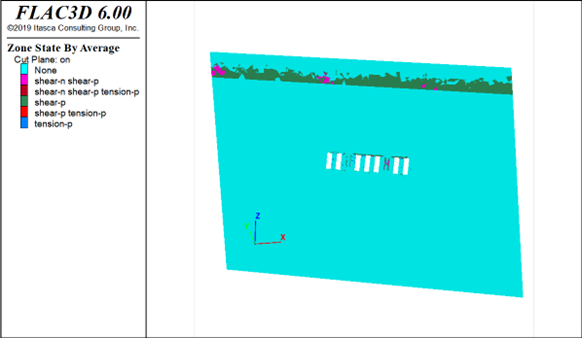 FLAC3D 6.00
©2019 Itasca Consulting Group, Inc.
Zone State By Average
Cut Plane: on
None
shear-n shear-p
shear-n shear-p tension-p
shear-p
shear-p tension-p
tension-p
Z
Y
X